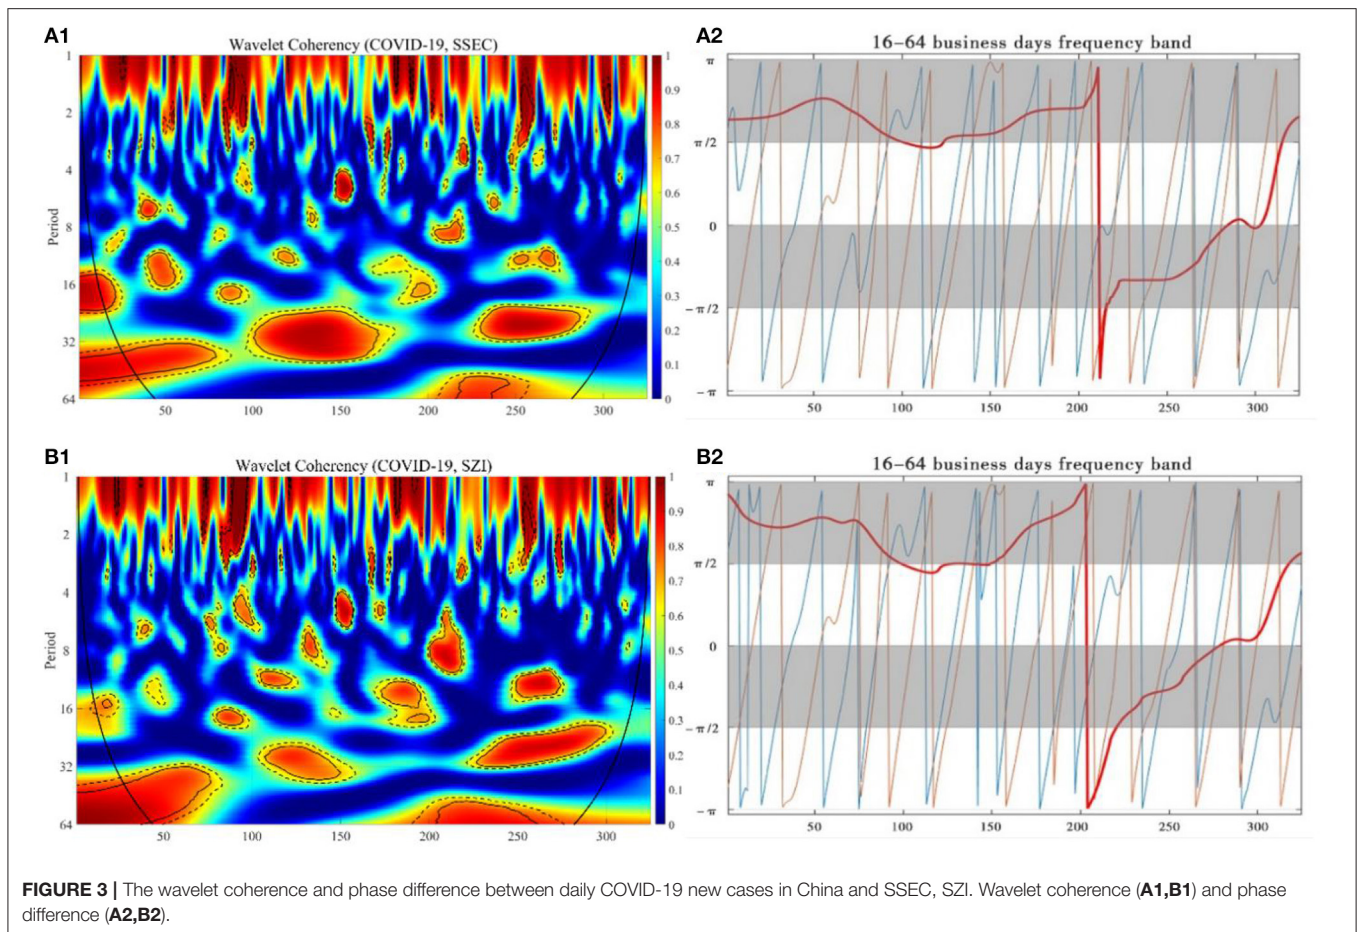 A1
Wavelet Coherency (COVID-19, SSEC)
1
2
4
8
16
32
64
Period
50 100 150 200 250 300
1
0.9
0.8
0.7
0.6
0.5
0.4
0.3
0.2
0.1
0
A2
16–64 business days frequency band
π
π/2
0
-π/2
-π
50 100 150 200 250 300
B1
Wavelet Coherency (COVID-19, SZI)
1
2
4
8
16
32
64
Period
50 100 150 200 250 300
1
0.9
0.8
0.7
0.6
0.5
0.4
0.3
0.2
0.1
0
B2
16–64 business days frequency band
π
π/2
0
-π/2
-π
50 100 150 200 250 300
FIGURE 3 | The wavelet coherence and phase difference between daily COVID-19 new cases in China and SSEC, SZI. Wavelet coherence (A1,B1) and phase
difference (A2,B2).